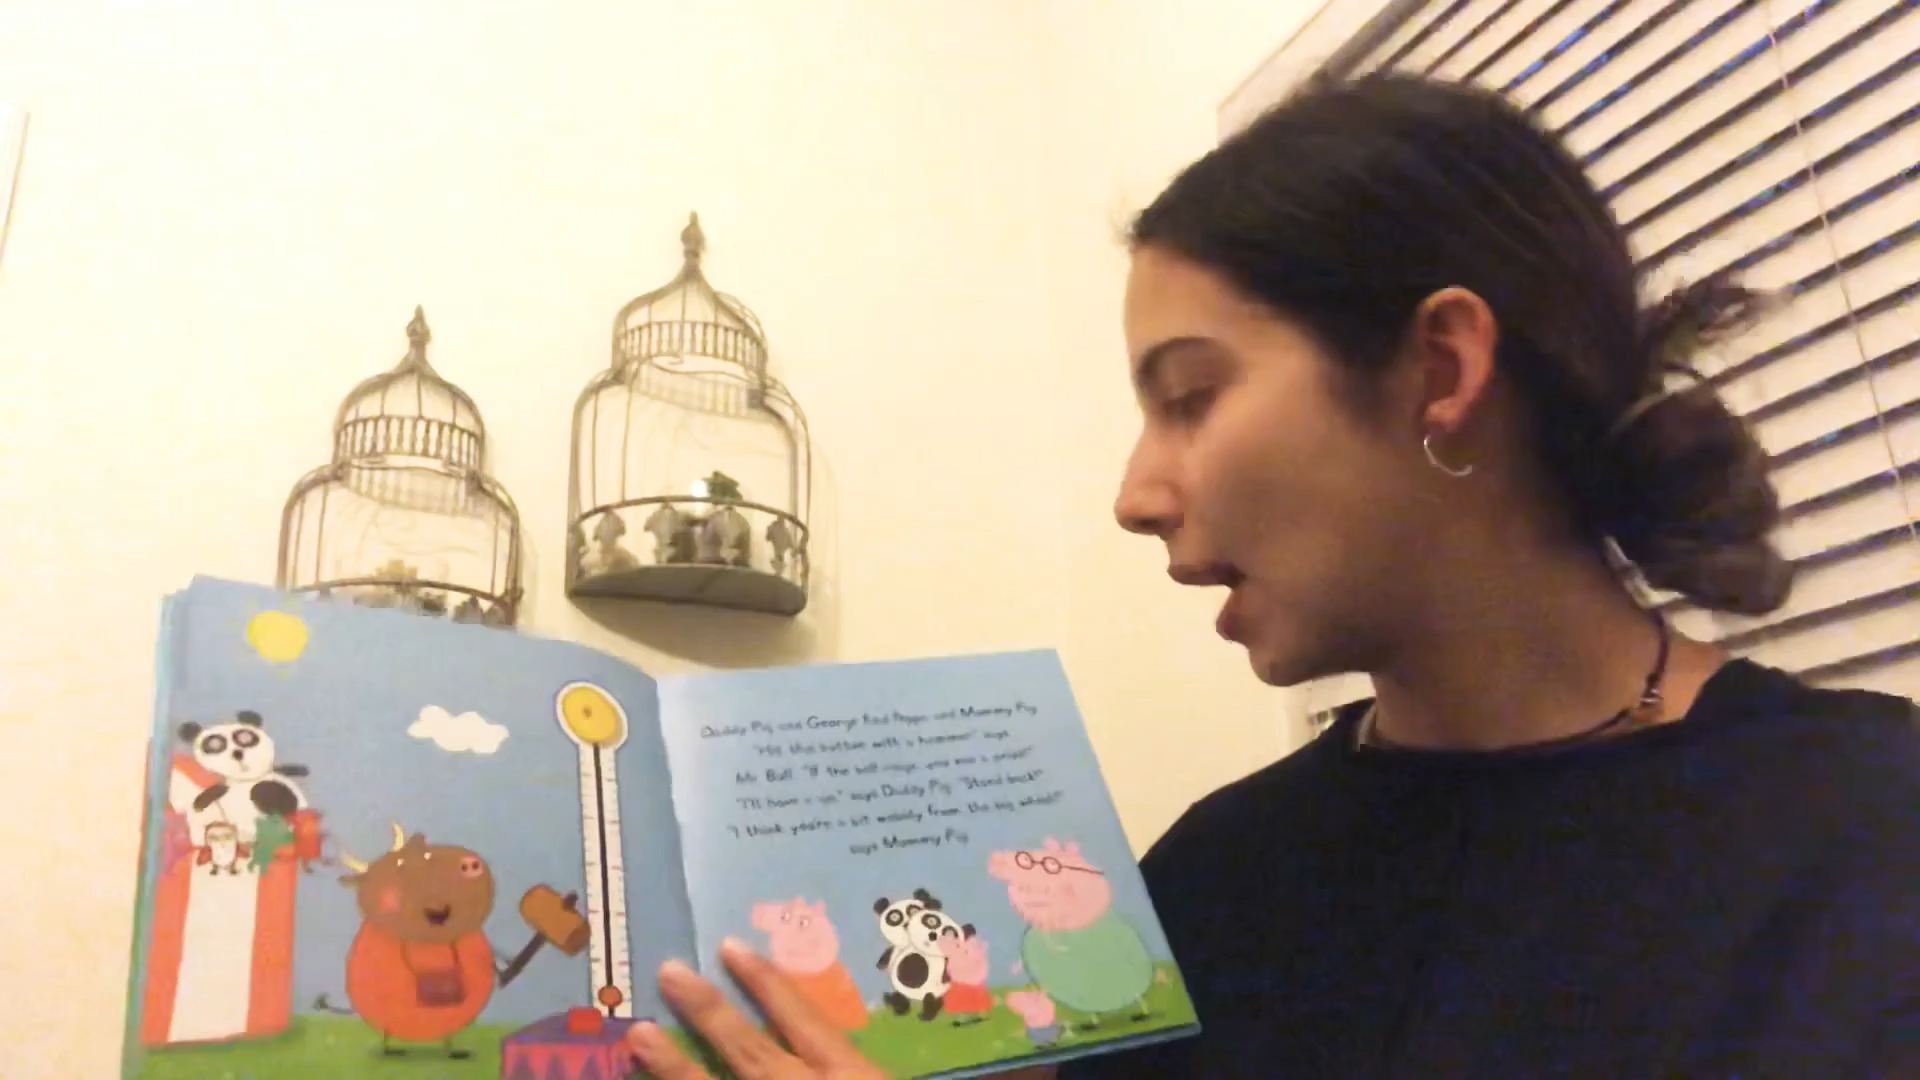 Daddy Pig and George find Peppa and Mummy Pig.
"Hit this button with a hammer" says
Mr Bull. "If the bell rings, you win a prize!"
"I'll have a go," says Daddy Pig. "Stand back!"
"I think you're a bit wobbly from the big wheel!"
says Mummy Pig.